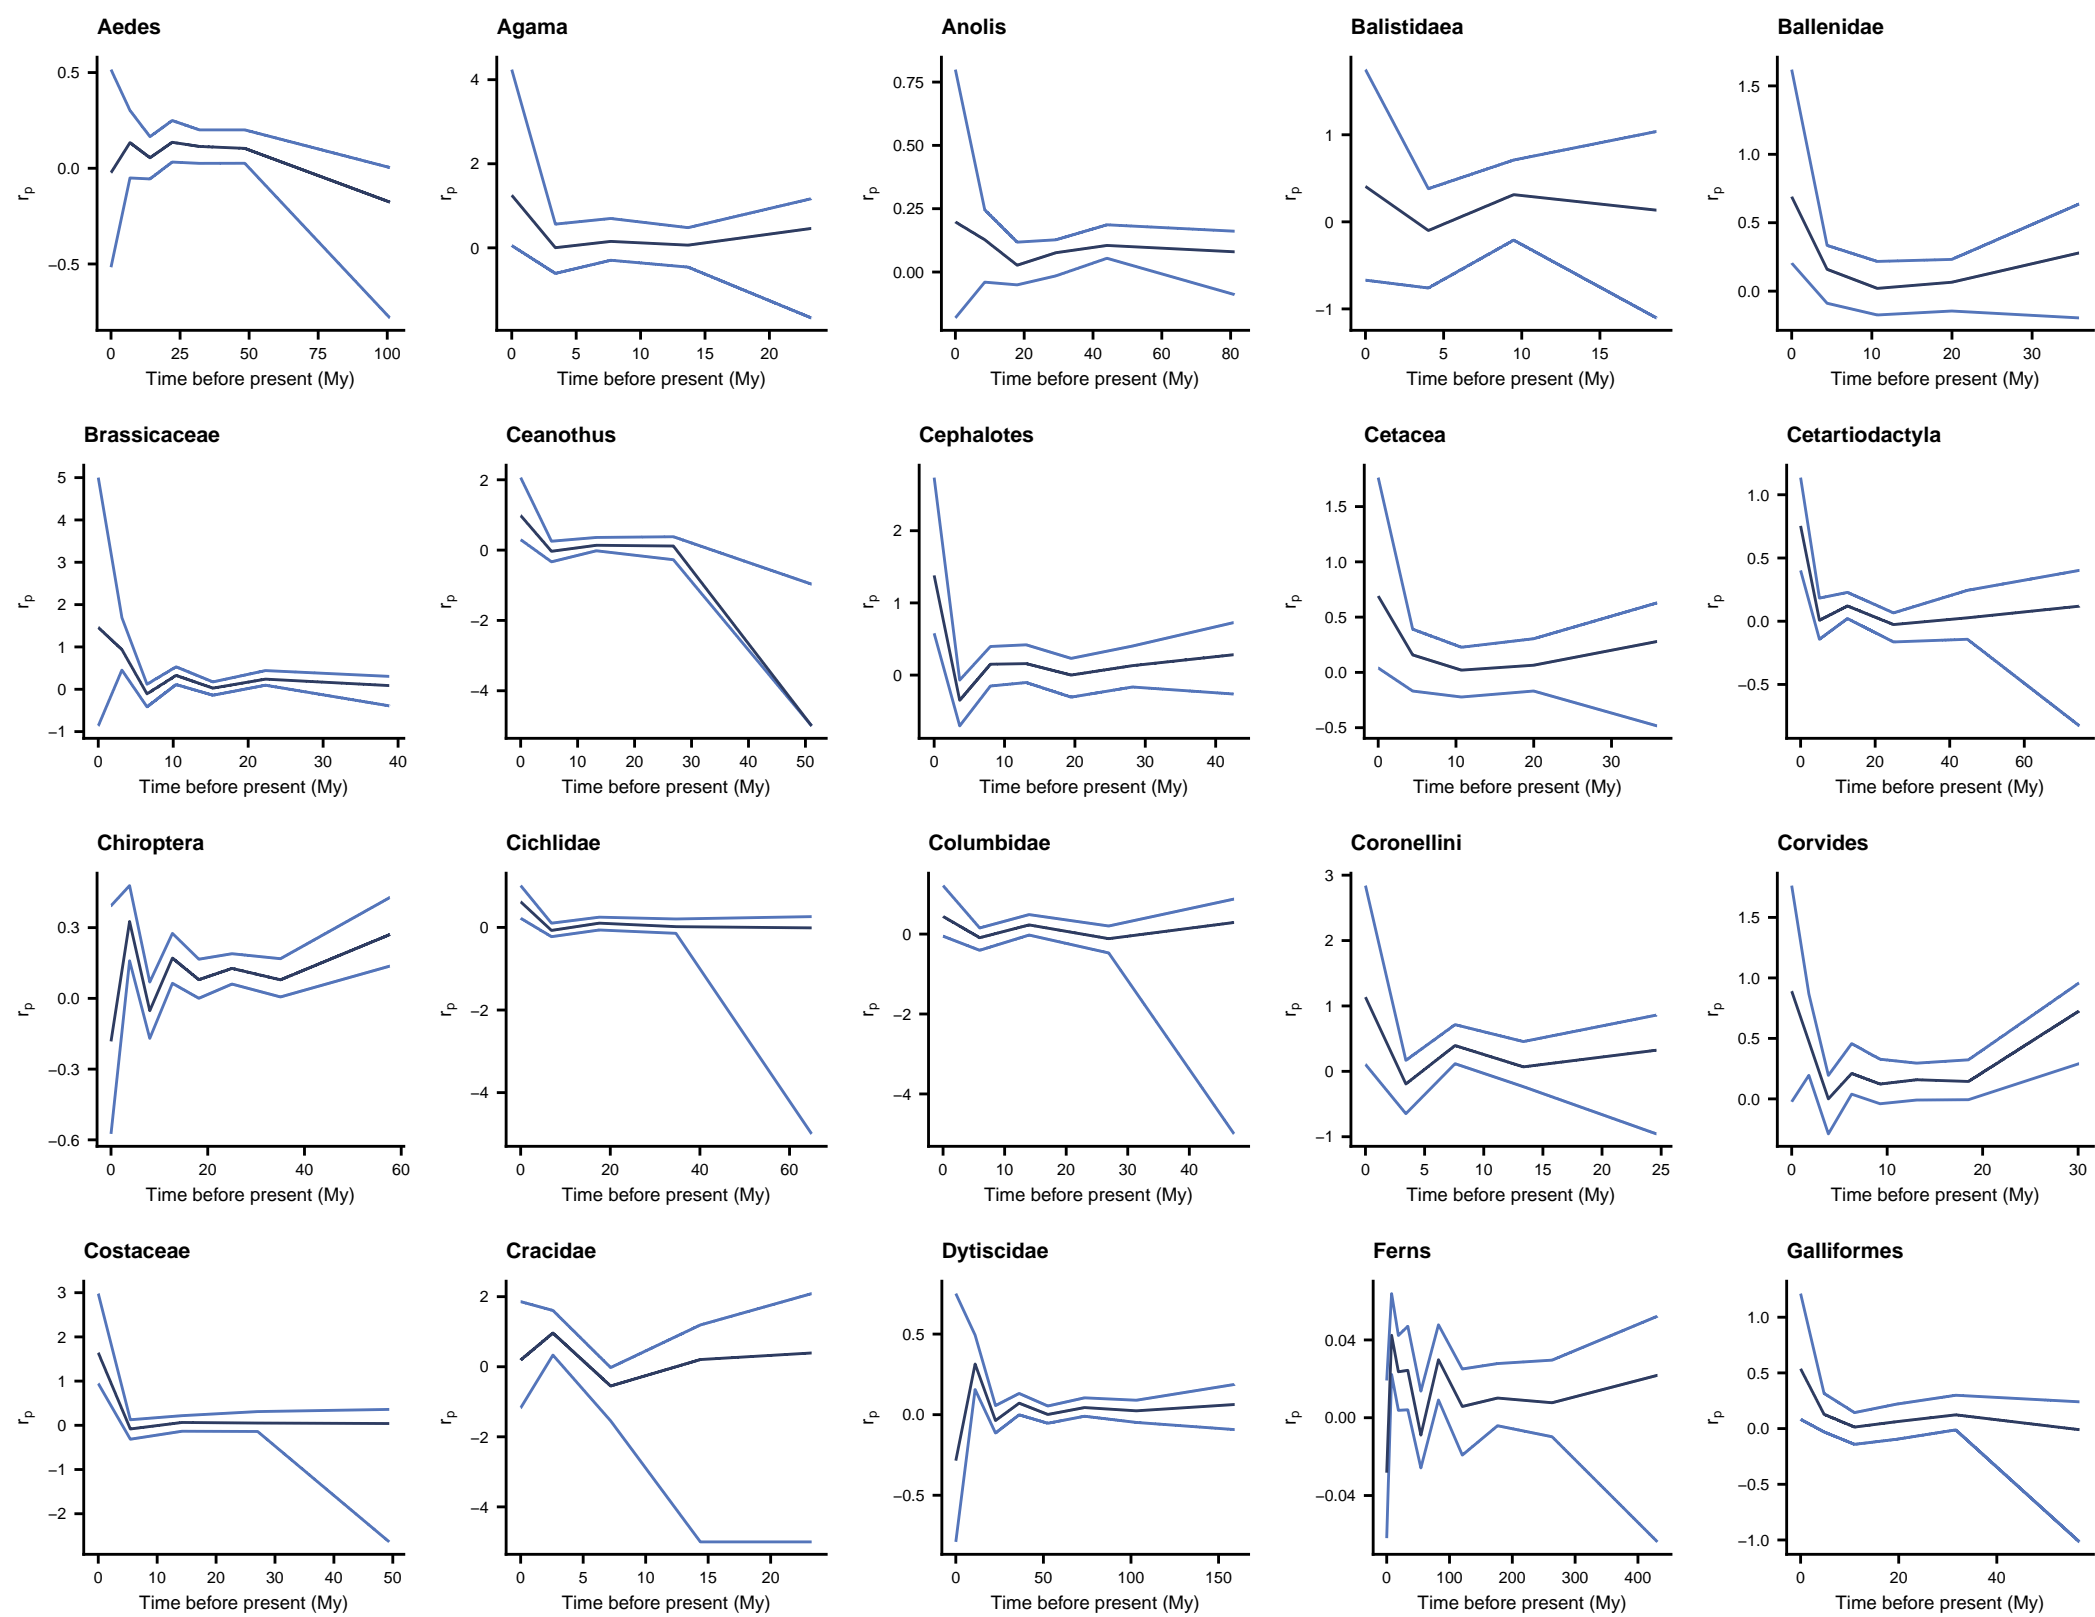 Aedes
0.5
0.0
−0.5
rp
0 25 50 75 100
Time before present (My)
Agama
4
2
0
rp
0 5 10 15 20
Time before present (My)
Anolis
0.75
0.50
0.25
0.00
rp
0 20 40 60 80
Time before present (My)
Balistidaea
1
0
−1
rp
0 5 10 15
Time before present (My)
Ballenidae
1.5
1.0
0.5
0.0
rp
0 10 20 30
Time before present (My)
Brassicaceae
5
4
3
2
1
0
−1
rp
0 10 20 30 40
Time before present (My)
Ceanothus
2
0
−2
−4
rp
0 10 20 30 40 50
Time before present (My)
Cephalotes
2
1
0
rp
0 10 20 30 40
Time before present (My)
Cetacea
1.5
1.0
0.5
0.0
−0.5
rp
0 10 20 30
Time before present (My)
Cetartiodactyla
1.0
0.5
0.0
−0.5
rp
0 20 40 60
Time before present (My)
Chiroptera
0.3
0.0
−0.3
−0.6
rp
0 20 40 60
Time before present (My)
Cichlidae
0
−2
−4
rp
0 20 40 60
Time before present (My)
Columbidae
0
−2
−4
rp
0 10 20 30 40
Time before present (My)
Coronellini
3
2
1
0
−1
rp
0 5 10 15 20 25
Time before present (My)
Corvides
1.5
1.0
0.5
0.0
rp
0 10 20 30
Time before present (My)
Costaceae
3
2
1
0
−1
−2
rp
0 10 20 30 40 50
Time before present (My)
Cracidae
2
0
−2
−4
rp
0 5 10 15 20
Time before present (My)
Dytiscidae
0.5
0.0
−0.5
rp
0 50 100 150
Time before present (My)
Ferns
0.04
0.00
−0.04
rp
0 100 200 300 400
Time before present (My)
Galliformes
1.0
0.5
0.0
−0.5
−1.0
rp
0 20 40
Time before present (My)